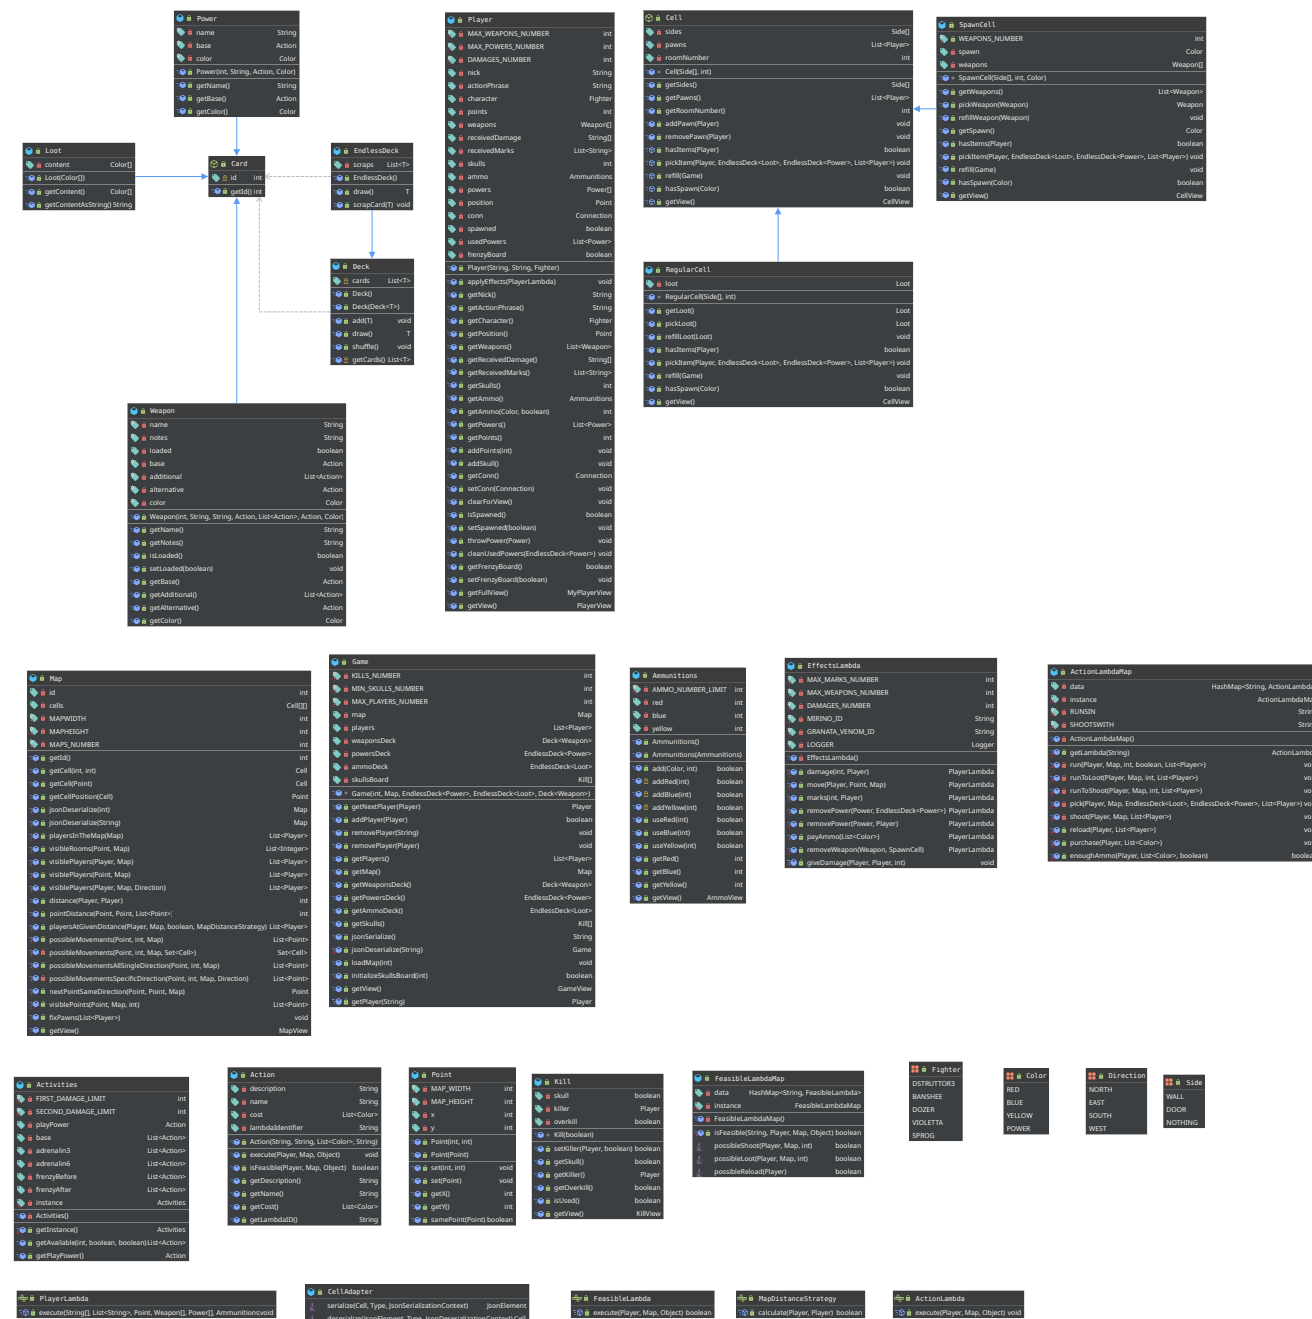 Power
name String
base Action
color Color
Power(int, String, Action, Color)
getName() String
getBase() Action
getColor() Color
Loot
content Color[]
Loot(Color[])
getContent() Color[]
getContentAsString() String
Card
id int
getId() int
EndlessDeck
scraps List<T>
EndlessDeck()
draw() T
scrapCard(T) void
Deck
cards List<T>
Deck()
Deck(Deck<T>)
add(T) void
draw() T
shuffle() void
getCards() List<T>
Weapon
name String
notes String
loaded boolean
base Action
additional List<Action>
alternative Action
color Color
Weapon(int, String, String, Action, List<Action>, Action, Color)
getName() String
getNotes() String
isLoaded() boolean
setLoaded(boolean) void
getBase() Action
getAdditional() List<Action>
getAlternative() Action
getColor() Color
Player
MAX_WEAPONS_NUMBER int
MAX_POWERS_NUMBER int
DAMAGES_NUMBER int
nick String
actionPhrase String
character Fighter
points int
weapons Weapon[]
receivedDamage String[]
receivedMarks List<String>
skulls int
ammo Ammunitions
powers Power[]
position Point
conn Connection
spawned boolean
usedPowers List<Power>
frenzyBoard boolean
Player(String, String, Fighter)
applyEffects(PlayerLambda) void
getNick() String
getActionPhrase() String
getCharacter() Fighter
getPosition() Point
getWeapons() List<Weapon>
getReceivedDamage() String[]
getReceivedMarks() List<String>
getSkulls() int
getAmmo() Ammunitions
getAmmo(Color, boolean) int
getPowers() List<Power>
getPoints() int
addPoints(int) void
addSkull() void
getConn() Connection
setConn(Connection) void
clearForView() void
isSpawned() boolean
setSpawned(boolean) void
throwPower(Power) void
cleanUsedPowers(EndlessDeck<Power>) void
getFrenzyBoard() boolean
setFrenzyBoard(boolean) void
getFullView() MyPlayerView
getView() PlayerView
Cell
sides Side[]
pawns List<Player>
roomNumber int
Cell(Side[], int)
getSides() Side[]
getPawns() List<Player>
getRoomNumber() int
addPawn(Player) void
removePawn(Player) void
hasItems(Player) boolean
pickItem(Player, EndlessDeck<Loot>, EndlessDeck<Power>, List<Player>) void
refill(Game) void
hasSpawn(Color) boolean
getView() CellView
SpawnCell
WEAPONS_NUMBER int
spawn Color
weapons Weapon[]
SpawnCell(Side[], int, Color)
getWeapons() List<Weapon>
pickWeapon(Weapon) Weapon
refillWeapon(Weapon) void
getSpawn() Color
hasItems(Player) boolean
pickItem(Player, EndlessDeck<Loot>, EndlessDeck<Power>, List<Player>) void
refill(Game) void
hasSpawn(Color) boolean
getView() CellView
RegularCell
loot Loot
RegularCell(Side[], int)
getLoot() Loot
pickLoot() Loot
refillLoot(Loot) void
hasItems(Player) boolean
pickItem(Player, EndlessDeck<Loot>, EndlessDeck<Power>, List<Player>) void
refill(Game) void
hasSpawn(Color) boolean
getView() CellView
Map
id int
cells Cell[][]
MAPWIDTH int
MAPHEIGHT int
MAPS_NUMBER int
getId() int
getCell(int, int) Cell
getCell(Point) Cell
getCellPosition(Cell) Point
jsonDeserialize(int) Map
jsonDeserialize(String) Map
playersInTheMap(Map) List<Player>
visibleRooms(Point, Map) List<Integer>
visiblePlayers(Player, Map) List<Player>
visiblePlayers(Point, Map) List<Player>
visiblePlayers(Player, Map, Direction) List<Player>
distance(Player, Player) int
pointDistance(Point, Point, List<Point>) int
playersAtGivenDistance(Player, Map, boolean, MapDistanceStrategy) List<Player>
possibleMovements(Point, int, Map) List<Point>
possibleMovements(Point, int, Map, Set<Cell>) Set<Cell>
possibleMovementsAllSingleDirection(Point, int, Map) List<Point>
possibleMovementsSpecificDirection(Point, int, Map, Direction) List<Point>
nextPointSameDirection(Point, Point, Map) Point
visiblePoints(Point, Map, int) List<Point>
fixPawns(List<Player>) void
getView() MapView
Game
KILLS_NUMBER int
MIN_SKULLS_NUMBER int
MAX_PLAYERS_NUMBER int
map Map
players List<Player>
weaponsDeck Deck<Weapon>
powersDeck EndlessDeck<Power>
ammoDeck EndlessDeck<Loot>
skullsBoard Kill[]
Game(int, Map, EndlessDeck<Power>, EndlessDeck<Loot>, Deck<Weapon>)
getNextPlayer(Player) Player
addPlayer(Player) boolean
removePlayer(String) void
removePlayer(Player) void
getPlayers() List<Player>
getMap() Map
getWeaponsDeck() Deck<Weapon>
getPowersDeck() EndlessDeck<Power>
getAmmoDeck() EndlessDeck<Loot>
getSkulls() Kill[]
jsonSerialize() String
jsonDeserialize(String) Game
loadMap(int) void
initializeSkullsBoard(int) boolean
getView() GameView
getPlayer(String) Player
Ammunitions
AMMO_NUMBER_LIMIT int
red int
blue int
yellow int
Ammunitions()
Ammunitions(Ammunitions)
add(Color, int) boolean
addRed(int) boolean
addBlue(int) boolean
addYellow(int) boolean
useRed(int) boolean
useBlue(int) boolean
useYellow(int) boolean
getRed() int
getBlue() int
getYellow() int
getView() AmmoView
EffectsLambda
MAX_MARKS_NUMBER int
MAX_WEAPONS_NUMBER int
DAMAGES_NUMBER int
MIRINO_ID String
GRANATA_VENOM_ID String
LOGGER Logger
EffectsLambda()
damage(int, Player) PlayerLambda
move(Player, Point, Map) PlayerLambda
marks(int, Player) PlayerLambda
removePower(Power, EndlessDeck<Power>) PlayerLambda
removePower(Power, Player) PlayerLambda
payAmmo(List<Color>) PlayerLambda
removeWeapon(Weapon, SpawnCell) PlayerLambda
giveDamage(Player, Player, int) void
ActionLambdaMap
data HashMap<String, ActionLambda
instance ActionLambdaMa
RUNSIN Strin
SHOOTSWITH Strin
ActionLambdaMap()
getLambda(String) ActionLambd
run(Player, Map, int, boolean, List<Player>) vo
runToLoot(Player, Map, int, List<Player>) vo
runToShoot(Player, Map, int, List<Player>) vo
pick(Player, Map, EndlessDeck<Loot>, EndlessDeck<Power>, List<Player>) vo
shoot(Player, Map, List<Player>) vo
reload(Player, List<Player>) vo
purchase(Player, List<Color>) vo
enoughAmmo(Player, List<Color>, boolean) boolea
Activities
FIRST_DAMAGE_LIMIT int
SECOND_DAMAGE_LIMIT int
playPower Action
base List<Action>
adrenalin3 List<Action>
adrenalin6 List<Action>
frenzyBefore List<Action>
frenzyAfter List<Action>
instance Activities
Activities()
getInstance() Activities
getAvailable(int, boolean, boolean) List<Action>
getPlayPower() Action
Action
description String
name String
cost List<Color>
lambdaIdentifier String
Action(String, String, List<Color>, String)
execute(Player, Map, Object) void
isFeasible(Player, Map, Object) boolean
getDescription() String
getName() String
getCost() List<Color>
getLambdaID() String
Point
MAP_WIDTH int
MAP_HEIGHT int
x int
y int
Point(int, int)
Point(Point)
set(int, int) void
set(Point) void
getX() int
getY() int
samePoint(Point) boolean
Kill
skull boolean
killer Player
overkill boolean
Kill(boolean)
setKiller(Player, boolean) boolean
getSkull() boolean
getKiller() Player
getOverkill() boolean
isUsed() boolean
getView() KillView
FeasibleLambdaMap
data HashMap<String, FeasibleLambda>
instance FeasibleLambdaMap
FeasibleLambdaMap()
isFeasible(String, Player, Map, Object) boolean
possibleShoot(Player, Map, int) boolean
possibleLoot(Player, Map, int) boolean
possibleReload(Player) boolean
Fighter
DSTRUTTOR3
BANSHEE
DOZER
VIOLETTA
SPROG
Color
RED
BLUE
YELLOW
POWER
Direction
NORTH
EAST
SOUTH
WEST
Side
WALL
DOOR
NOTHING
PlayerLambda
execute(String[], List<String>, Point, Weapon[], Power[], Ammunitions) void
CellAdapter
serialize(Cell, Type, JsonSerializationContext) JsonElement
deserialize(JsonElement, Type, JsonDeserializationContext) Cell
FeasibleLambda
execute(Player, Map, Object) boolean
MapDistanceStrategy
calculate(Player, Player) boolean
ActionLambda
execute(Player, Map, Object) void